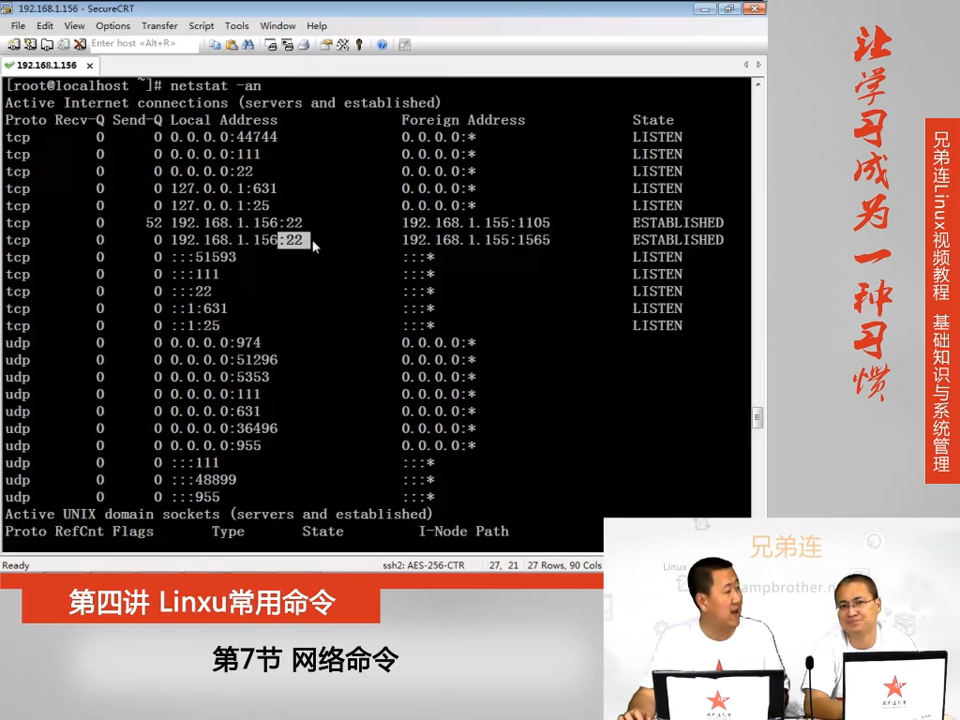 192.168.1.156 - SecureCRT
File Edit View Options Transfer Script Tools Window Help
Enter host <Alt+R>
192.168.1.156
[root@localhost ~]# netstat -an
Active Internet connections (servers and established)
Proto Recv-Q Send-Q Local Address Foreign Address State
tcp 0 0 0.0.0.0:44744 0.0.0.0:* LISTEN
tcp 0 0 0.0.0.0:111 0.0.0.0:* LISTEN
tcp 0 0 0.0.0.0:22 0.0.0.0:* LISTEN
tcp 0 0 127.0.0.1:631 0.0.0.0:* LISTEN
tcp 0 0 127.0.0.1:25 0.0.0.0:* LISTEN
tcp 0 52 192.168.1.156:22 192.168.1.155:1105 ESTABLISHED
tcp 0 0 192.168.1.156:22 192.168.1.155:1565 ESTABLISHED
tcp 0 0 :::51593 :::* LISTEN
tcp 0 0 :::111 :::* LISTEN
tcp 0 0 :::22 :::* LISTEN
tcp 0 0 ::1:631 :::* LISTEN
tcp 0 0 ::1:25 :::* LISTEN
udp 0 0 0.0.0.0:974 0.0.0.0:*
udp 0 0 0.0.0.0:51296 0.0.0.0:*
udp 0 0 0.0.0.0:5353 0.0.0.0:*
udp 0 0 0.0.0.0:111 0.0.0.0:*
udp 0 0 0.0.0.0:631 0.0.0.0:*
udp 0 0 0.0.0.0:36496 0.0.0.0:*
udp 0 0 0.0.0.0:955 0.0.0.0:*
udp 0 0 :::111 :::*
udp 0 0 :::48899 :::*
udp 0 0 :::955 :::*
Active UNIX domain sockets (servers and established)
Proto RefCnt Flags Type State I-Node Path
Ready ssh2: AES-256-CTR 27, 21 27 Rows, 90 Cols
让学习成为一种习惯
兄弟连Linux视频教程 基础知识与系统管理
第四讲 Linxu常用命令
第7节 网络命令
兄弟连
Linux
ampbrother.n